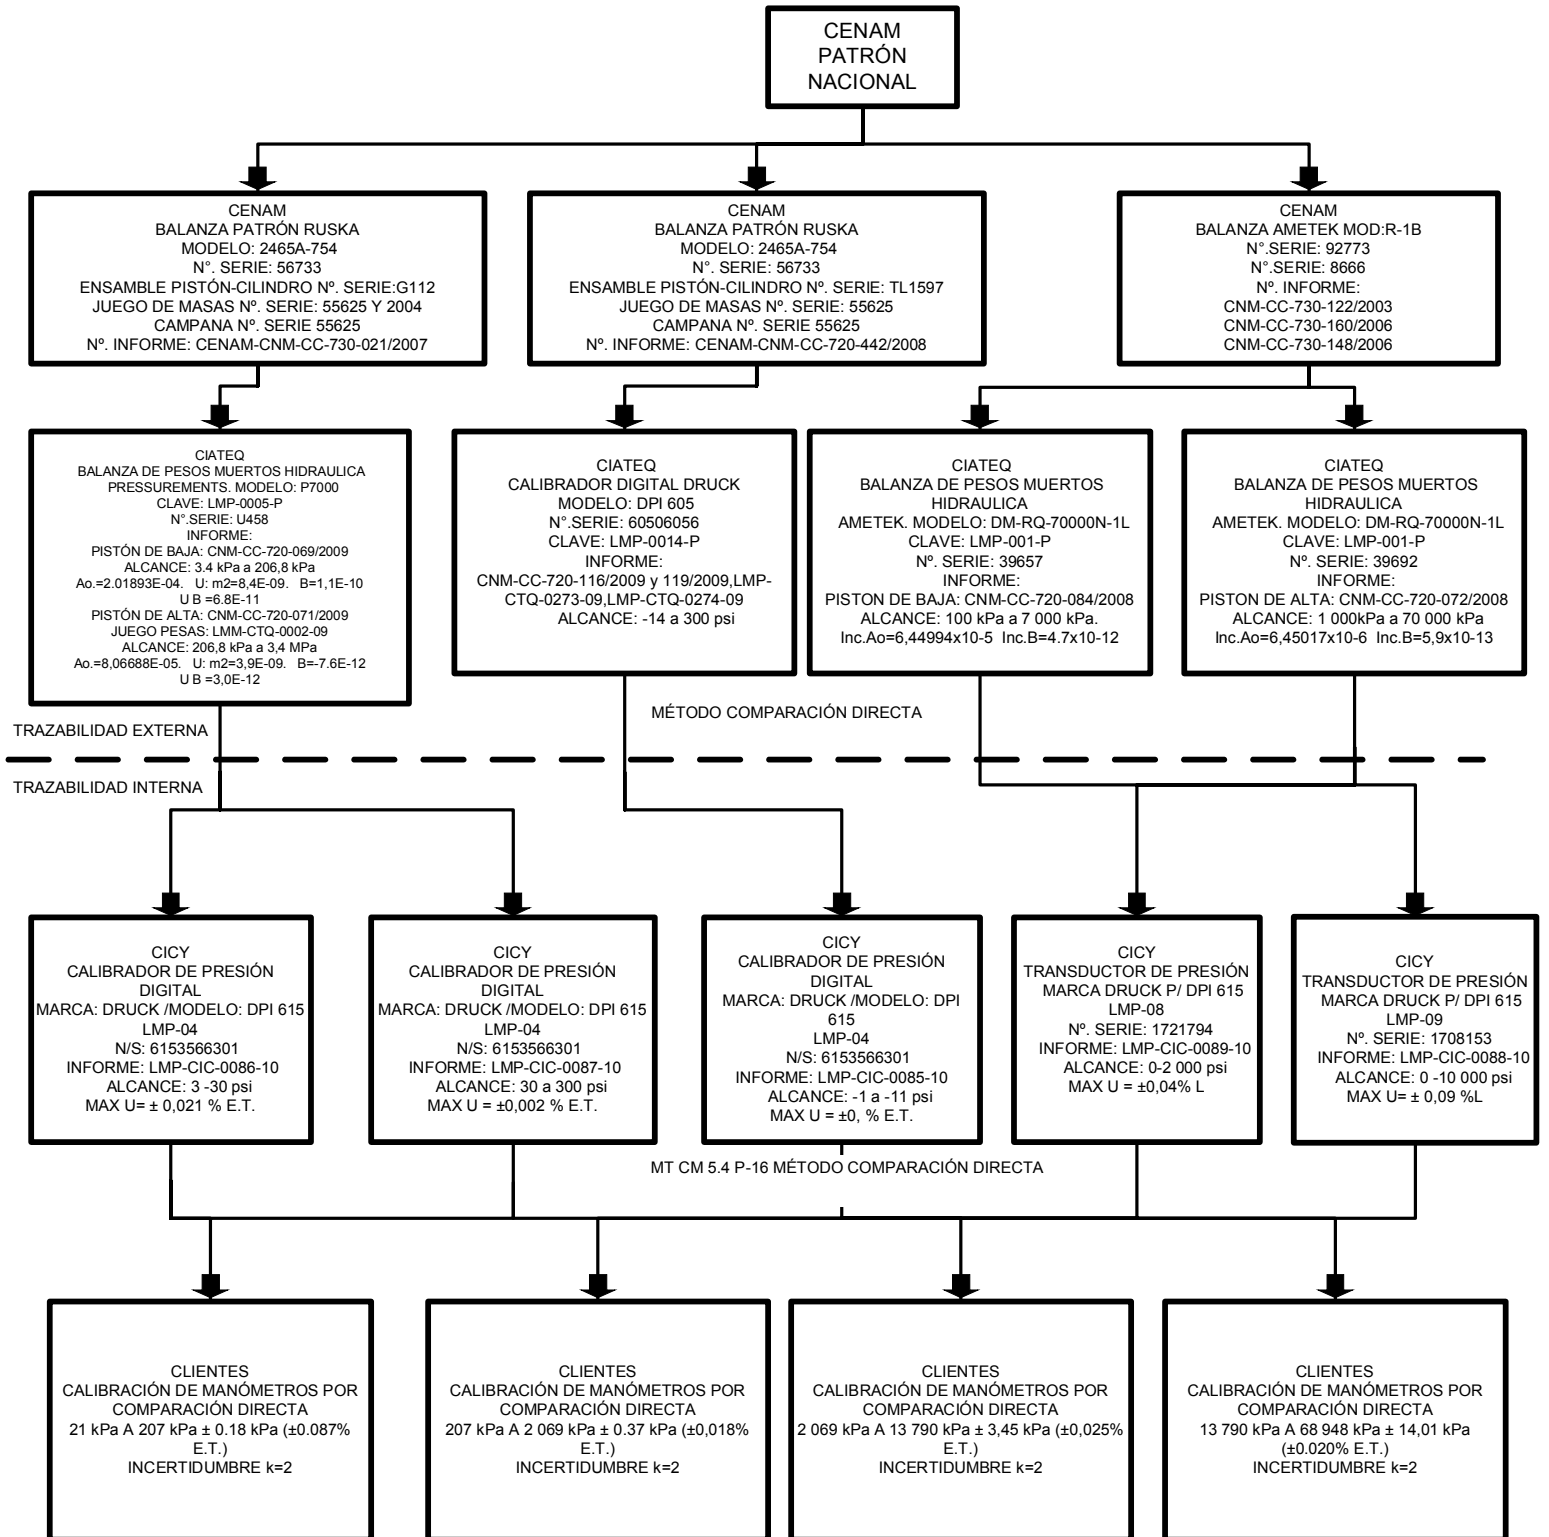 CENAM
PATRÓN
NACIONAL
CENAM
BALANZA PATRÓN RUSKA
MODELO: 2465A-754
N°. SERIE: 56733
ENSAMBLE PISTÓN-CILINDRO Nº. SERIE:G112
JUEGO DE MASAS Nº. SERIE: 55625 Y 2004
CAMPANA Nº. SERIE 55625
Nº. INFORME: CENAM-CNM-CC-730-021/2007
CENAM
BALANZA PATRÓN RUSKA
MODELO: 2465A-754
N°. SERIE: 56733
ENSAMBLE PISTÓN-CILINDRO Nº. SERIE: TL1597
JUEGO DE MASAS Nº. SERIE: 55625
CAMPANA Nº. SERIE 55625
Nº. INFORME: CENAM-CNM-CC-720-442/2008
CENAM
BALANZA AMETEK MOD:R-1B
N°.SERIE: 92773
N°.SERIE: 8666
Nº. INFORME:
CNM-CC-730-122/2003
CNM-CC-730-160/2006
CNM-CC-730-148/2006
CIATEQ
BALANZA DE PESOS MUERTOS HIDRAULICA
PRESSUREMENTS. MODELO: P7000
CLAVE: LMP-0005-P
N°.SERIE: U458
INFORME:
PISTÓN DE BAJA: CNM-CC-720-069/2009
ALCANCE: 3.4 kPa a 206,8 kPa
Ao.=2.01893E-04. U: m2=8,4E-09. B=1,1E-10
U B =6.8E-11
PISTÓN DE ALTA: CNM-CC-720-071/2009
JUEGO PESAS: LMM-CTQ-0002-09
ALCANCE: 206,8 kPa a 3,4 MPa
Ao.=8,06688E-05. U: m2=3,9E-09. B=-7.6E-12
U B =3,0E-12
CIATEQ
CALIBRADOR DIGITAL DRUCK
MODELO: DPI 605
N°.SERIE: 60506056
CLAVE: LMP-0014-P
INFORME:
CNM-CC-720-116/2009 y 119/2009,LMP-
CTQ-0273-09,LMP-CTQ-0274-09
ALCANCE: -14 a 300 psi
CIATEQ
BALANZA DE PESOS MUERTOS
HIDRAULICA
AMETEK. MODELO: DM-RQ-70000N-1L
CLAVE: LMP-001-P
Nº. SERIE: 39657
INFORME:
PISTON DE BAJA: CNM-CC-720-084/2008
ALCANCE: 100 kPa a 7 000 kPa.
Inc.Ao=6,44994x10-5 Inc.B=4.7x10-12
CIATEQ
BALANZA DE PESOS MUERTOS
HIDRAULICA
AMETEK. MODELO: DM-RQ-70000N-1L
CLAVE: LMP-001-P
Nº. SERIE: 39692
INFORME:
PISTON DE ALTA: CNM-CC-720-072/2008
ALCANCE: 1 000kPa a 70 000 kPa
Inc.Ao=6,45017x10-6 Inc.B=5,9x10-13
MÉTODO COMPARACIÓN DIRECTA
TRAZABILIDAD EXTERNA
TRAZABILIDAD INTERNA
CICY
CALIBRADOR DE PRESIÓN
DIGITAL
MARCA: DRUCK /MODELO: DPI 615
LMP-04
N/S: 6153566301
INFORME: LMP-CIC-0086-10
ALCANCE: 3 -30 psi
MAX U= ± 0,021 % E.T.
CICY
CALIBRADOR DE PRESIÓN
DIGITAL
MARCA: DRUCK /MODELO: DPI 615
LMP-04
N/S: 6153566301
INFORME: LMP-CIC-0087-10
ALCANCE: 30 a 300 psi
MAX U = ±0,002 % E.T.
CICY
CALIBRADOR DE PRESIÓN
DIGITAL
MARCA: DRUCK /MODELO: DPI
615
LMP-04
N/S: 6153566301
INFORME: LMP-CIC-0085-10
ALCANCE: -1 a -11 psi
MAX U = ±0, % E.T.
CICY
TRANSDUCTOR DE PRESIÓN
MARCA DRUCK P/ DPI 615
LMP-08
Nº. SERIE: 1721794
INFORME: LMP-CIC-0089-10
ALCANCE: 0-2 000 psi
MAX U = ±0,04% L
CICY
TRANSDUCTOR DE PRESIÓN
MARCA DRUCK P/ DPI 615
LMP-09
Nº. SERIE: 1708153
INFORME: LMP-CIC-0088-10
ALCANCE: 0 -10 000 psi
MAX U= ± 0,09 %L
MT CM 5.4 P-16 MÉTODO COMPARACIÓN DIRECTA
CLIENTES
CALIBRACIÓN DE MANÓMETROS POR
COMPARACIÓN DIRECTA
21 kPa A 207 kPa ± 0.18 kPa (±0.087%
E.T.)
INCERTIDUMBRE k=2
CLIENTES
CALIBRACIÓN DE MANÓMETROS POR
COMPARACIÓN DIRECTA
207 kPa A 2 069 kPa ± 0.37 kPa (±0,018%
E.T.)
INCERTIDUMBRE k=2
CLIENTES
CALIBRACIÓN DE MANÓMETROS POR
COMPARACIÓN DIRECTA
2 069 kPa A 13 790 kPa ± 3,45 kPa (±0,025%
E.T.)
INCERTIDUMBRE k=2
CLIENTES
CALIBRACIÓN DE MANÓMETROS POR
COMPARACIÓN DIRECTA
13 790 kPa A 68 948 kPa ± 14,01 kPa
(±0.020% E.T.)
INCERTIDUMBRE k=2